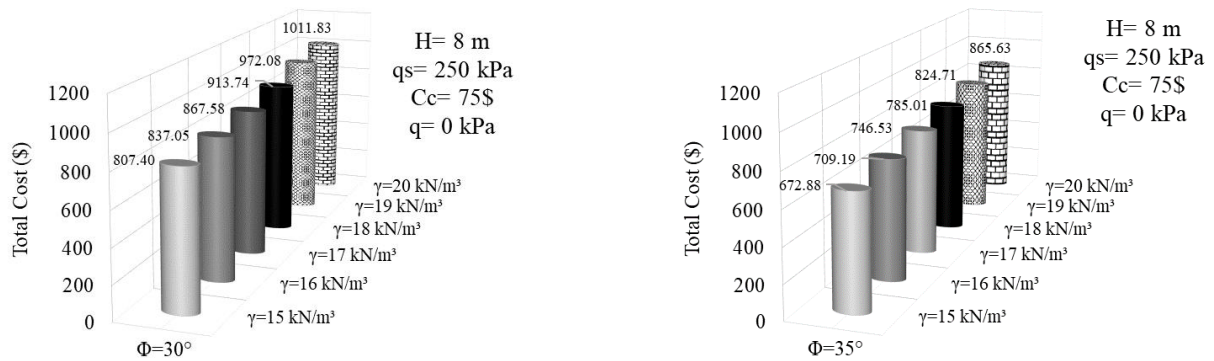 1011.83
972.08
913.74
867.58
837.05
807.40
H= 8 m
qs= 250 kPa
Cc= 75$
q= 0 kPa
Total Cost ($)
1200
1000
800
600
400
200
0
γ=20 kN/m³
γ=19 kN/m³
γ=18 kN/m³
γ=17 kN/m³
γ=16 kN/m³
γ=15 kN/m³
Φ=30°
865.63
824.71
785.01
746.53
709.19
672.88
H= 8 m
qs= 250 kPa
Cc= 75$
q= 0 kPa
Total Cost ($)
1200
1000
800
600
400
200
0
γ=20 kN/m³
γ=19 kN/m³
γ=18 kN/m³
γ=17 kN/m³
γ=16 kN/m³
γ=15 kN/m³
Φ=35°